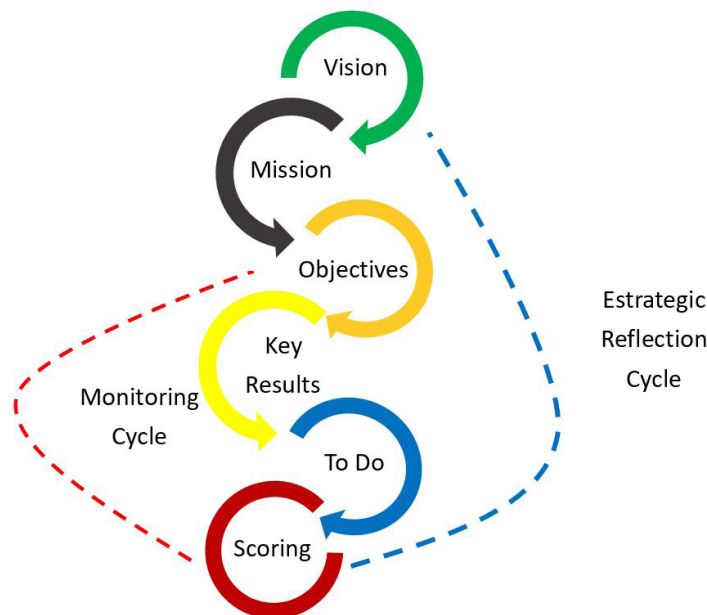 Vision
Mission
Objectives
Key
Results
Monitoring
Cycle
To Do
Scoring
Estrategic
Reflection
Cycle